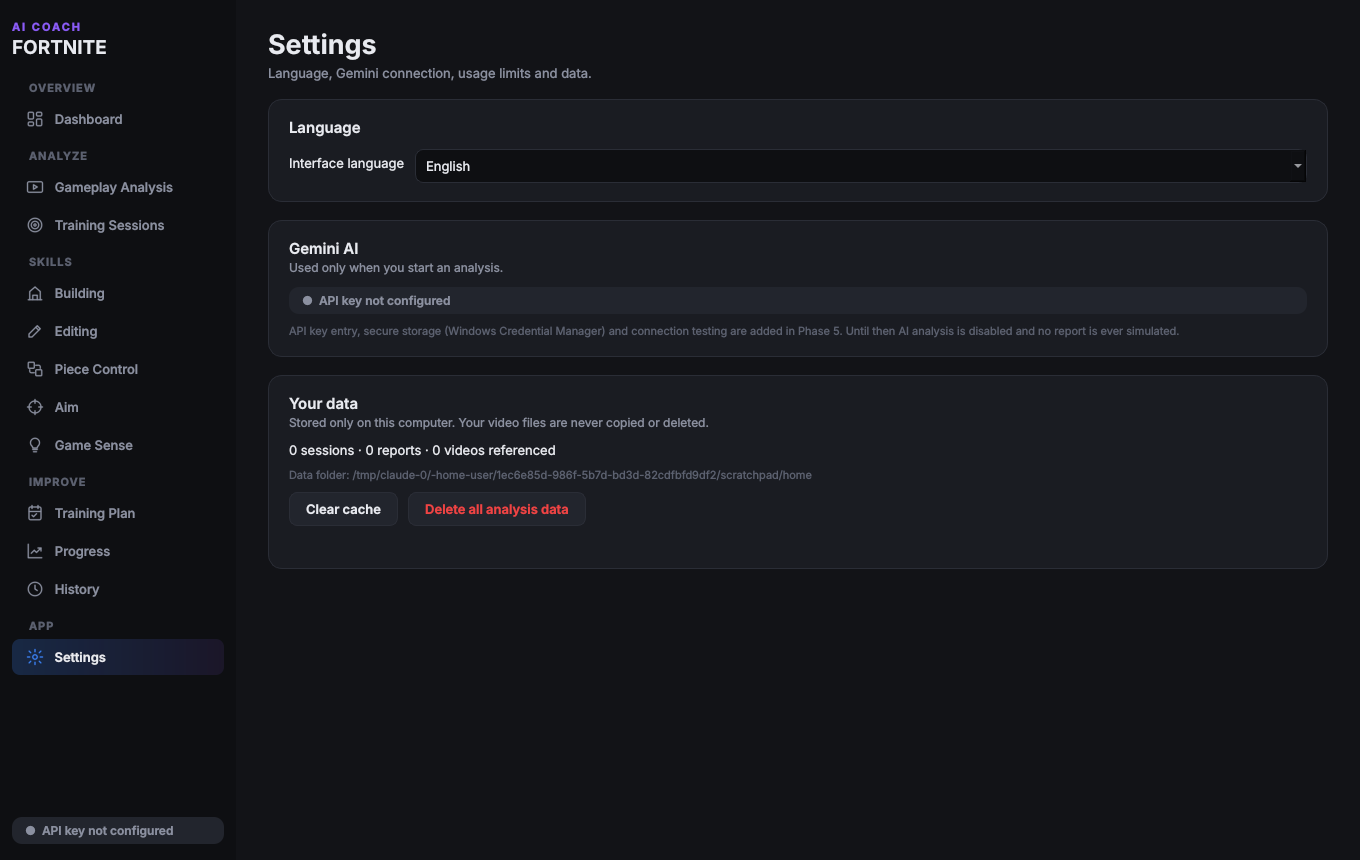 AI COACH
FORTNITE
OVERVIEW
Dashboard
ANALYZE
Gameplay Analysis
Training Sessions
SKILLS
Building
Editing
Piece Control
Aim
Game Sense
IMPROVE
Training Plan
Progress
History
APP
Settings
API key not configured
Settings
Language, Gemini connection, usage limits and data.
Language
Interface language
English
Gemini AI
Used only when you start an analysis.
API key not configured
API key entry, secure storage (Windows Credential Manager) and connection testing are added in Phase 5. Until then AI analysis is disabled and no report is ever simulated.
Your data
Stored only on this computer. Your video files are never copied or deleted.
0 sessions · 0 reports · 0 videos referenced
Data folder: /tmp/claude-0/-home-user/1ec6e85d-986f-5b7d-bd3d-82cdfbfd9df2/scratchpad/home
Clear cache
Delete all analysis data